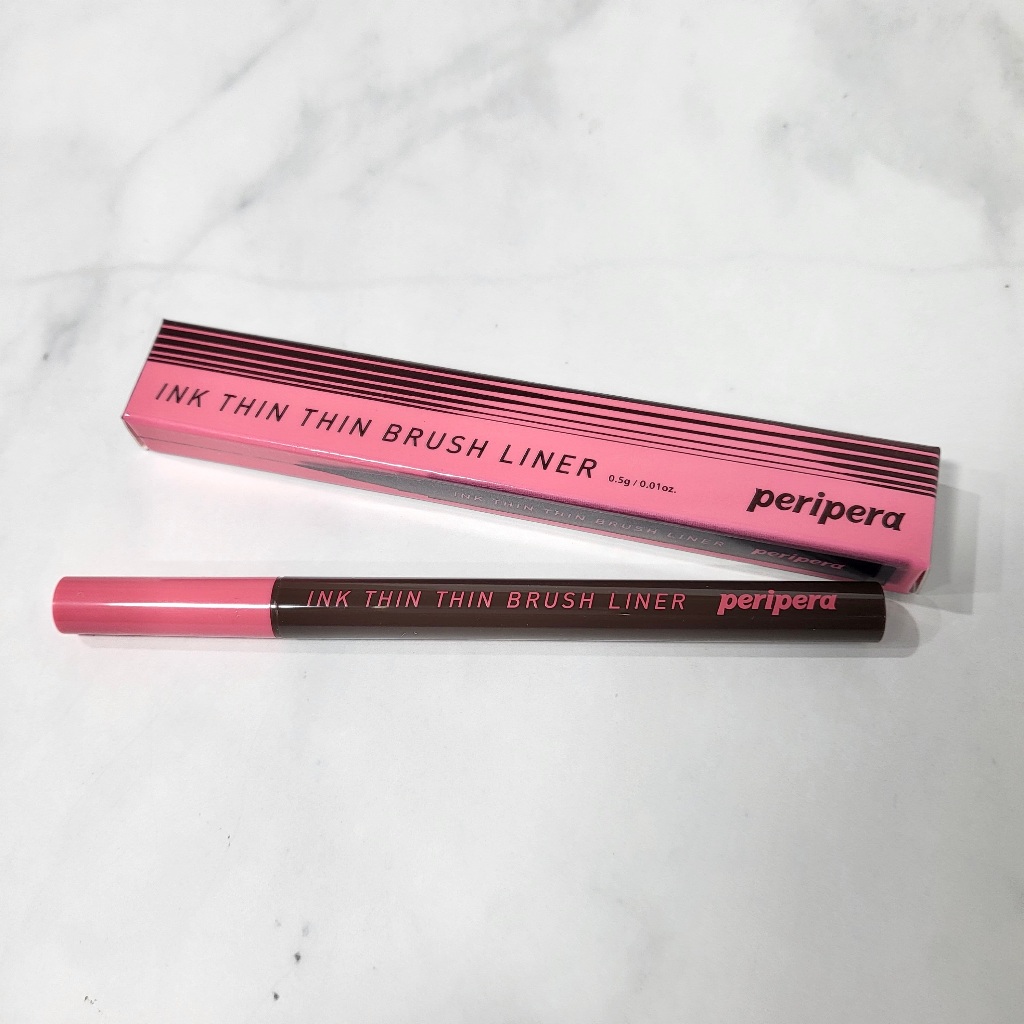 INK THIN THIN BRUSH LINER 0.5g / 0.01oz.
peripera
INK THIN THIN BRUSH LINER peripera
INK THIN THIN BRUSH LINER peripera